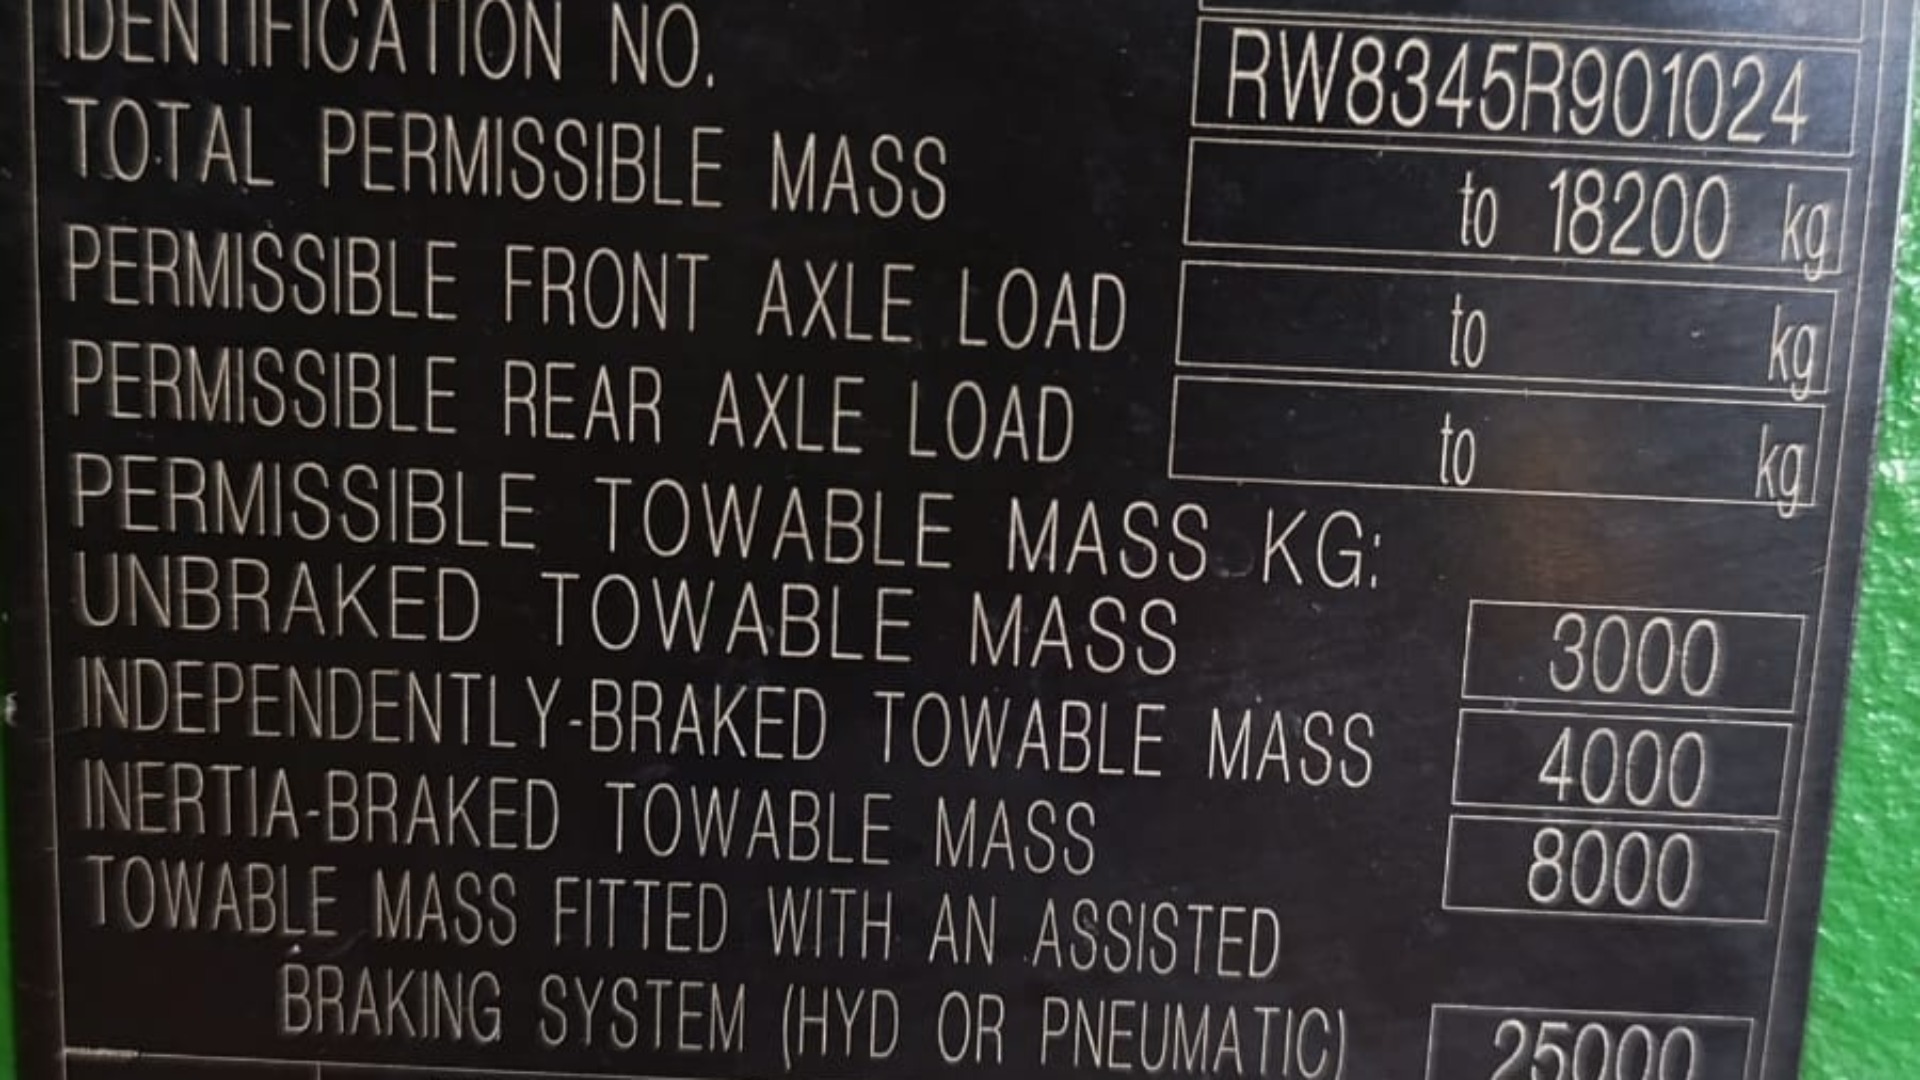 IDENTIFICATION NO. RW8345R901024
TOTAL PERMISSIBLE MASS to 18200 kg
PERMISSIBLE FRONT AXLE LOAD to kg
PERMISSIBLE REAR AXLE LOAD to kg
PERMISSIBLE TOWABLE MASS KG:
UNBRAKED TOWABLE MASS 3000
INDEPENDENTLY-BRAKED TOWABLE MASS 4000
INERTIA-BRAKED TOWABLE MASS 8000
TOWABLE MASS FITTED WITH AN ASSISTED
BRAKING SYSTEM (HYD OR PNEUMATIC) 25000